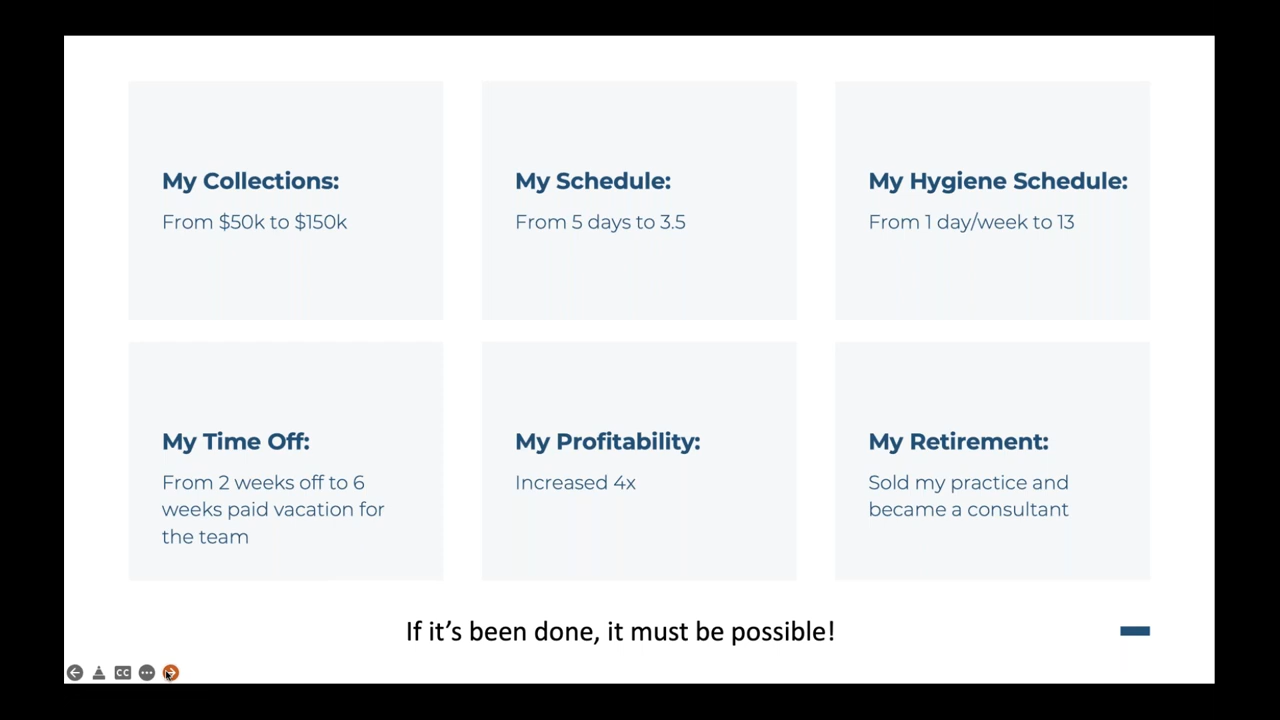 My Collections:
From $50k to $150k
My Schedule:
From 5 days to 3.5
My Hygiene Schedule:
From 1 day/week to 13
My Time Off:
From 2 weeks off to 6
weeks paid vacation for
the team
My Profitability:
Increased 4x
My Retirement:
Sold my practice and
became a consultant
If it's been done, it must be possible!
CC